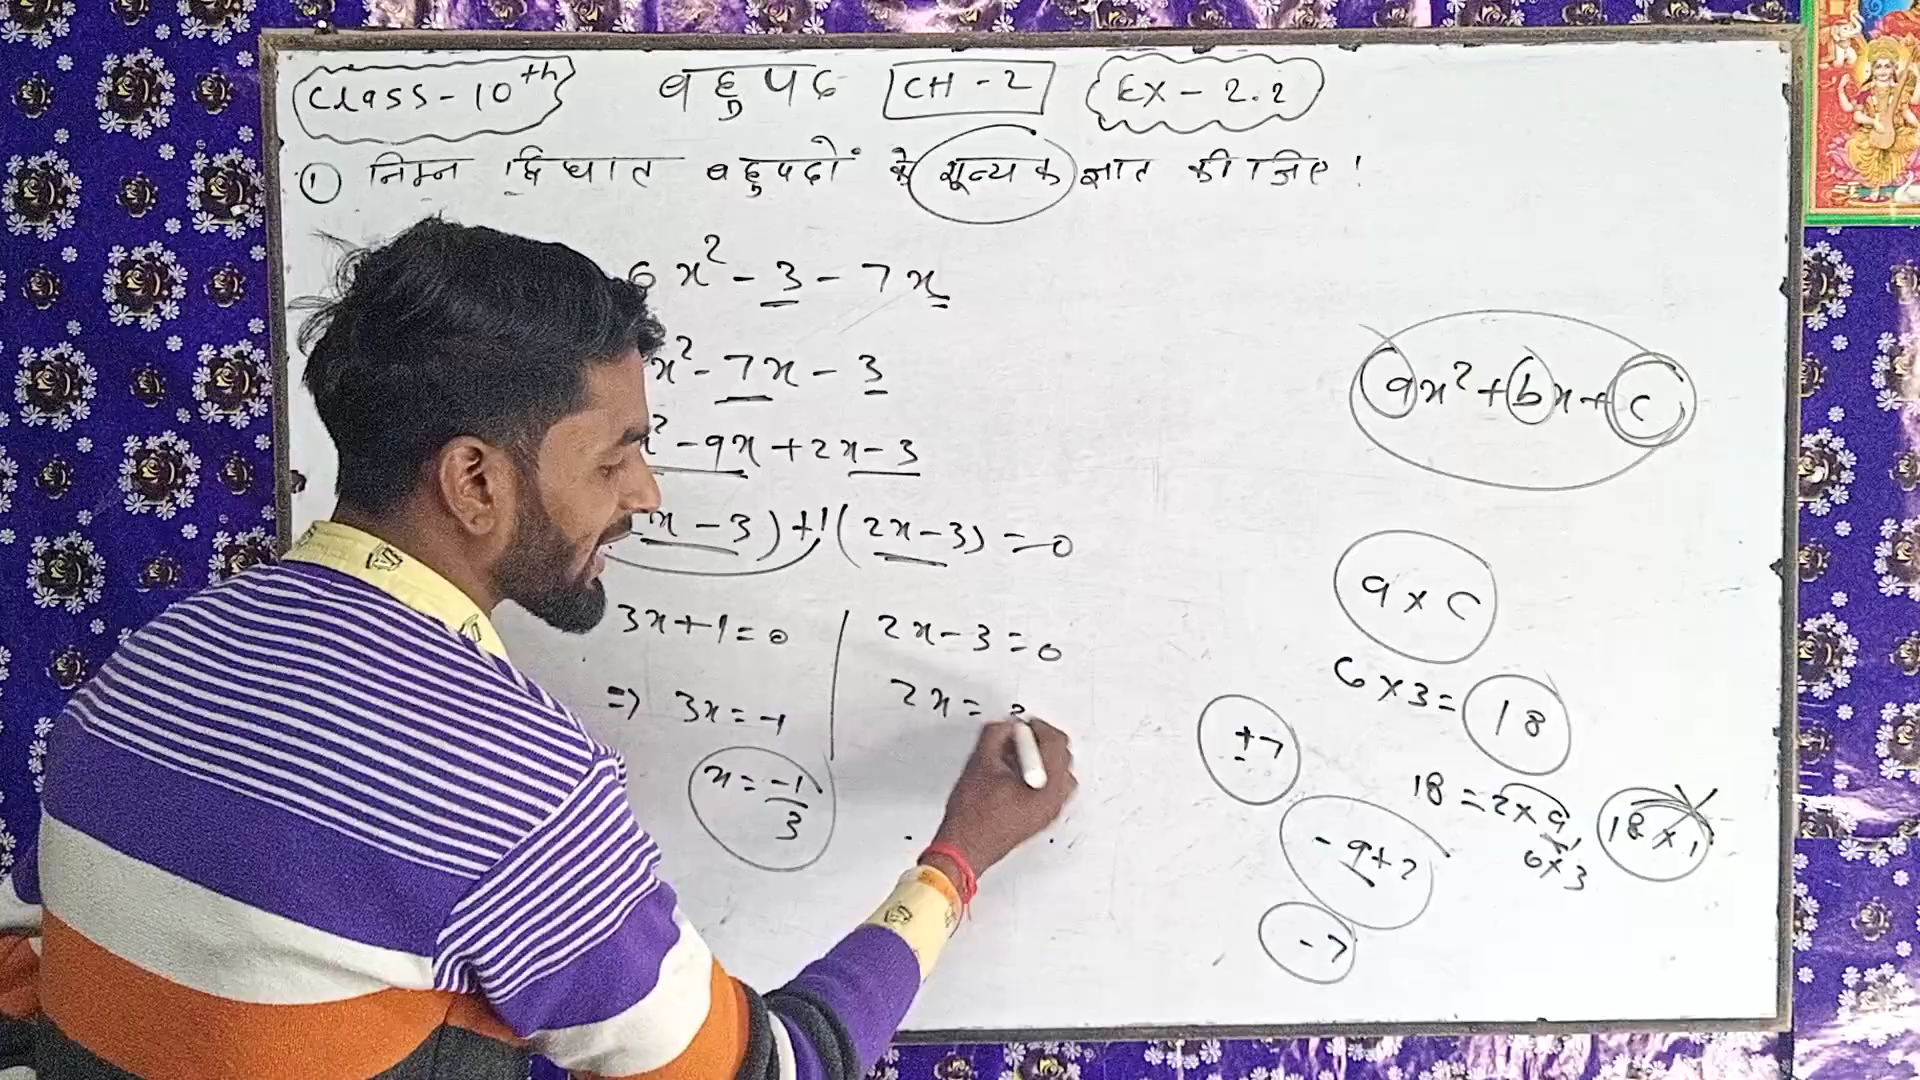 Class-10th बहुपद CH-2 EX-2.2
① निम्न द्विघात बहुपदों के शून्यक ज्ञात कीजिए।
6x²-3-7x
x²-7x-3
x²-9x+2x-3
x-3)+1(2x-3)=0
3x+1=0 2x-3=0
⇒ 3x=-1 2x=3
x=-1/3
ax²+bx+c
a×c
6×3=18
±7
18=2×9, 18×1
6×3
-9+2
-7